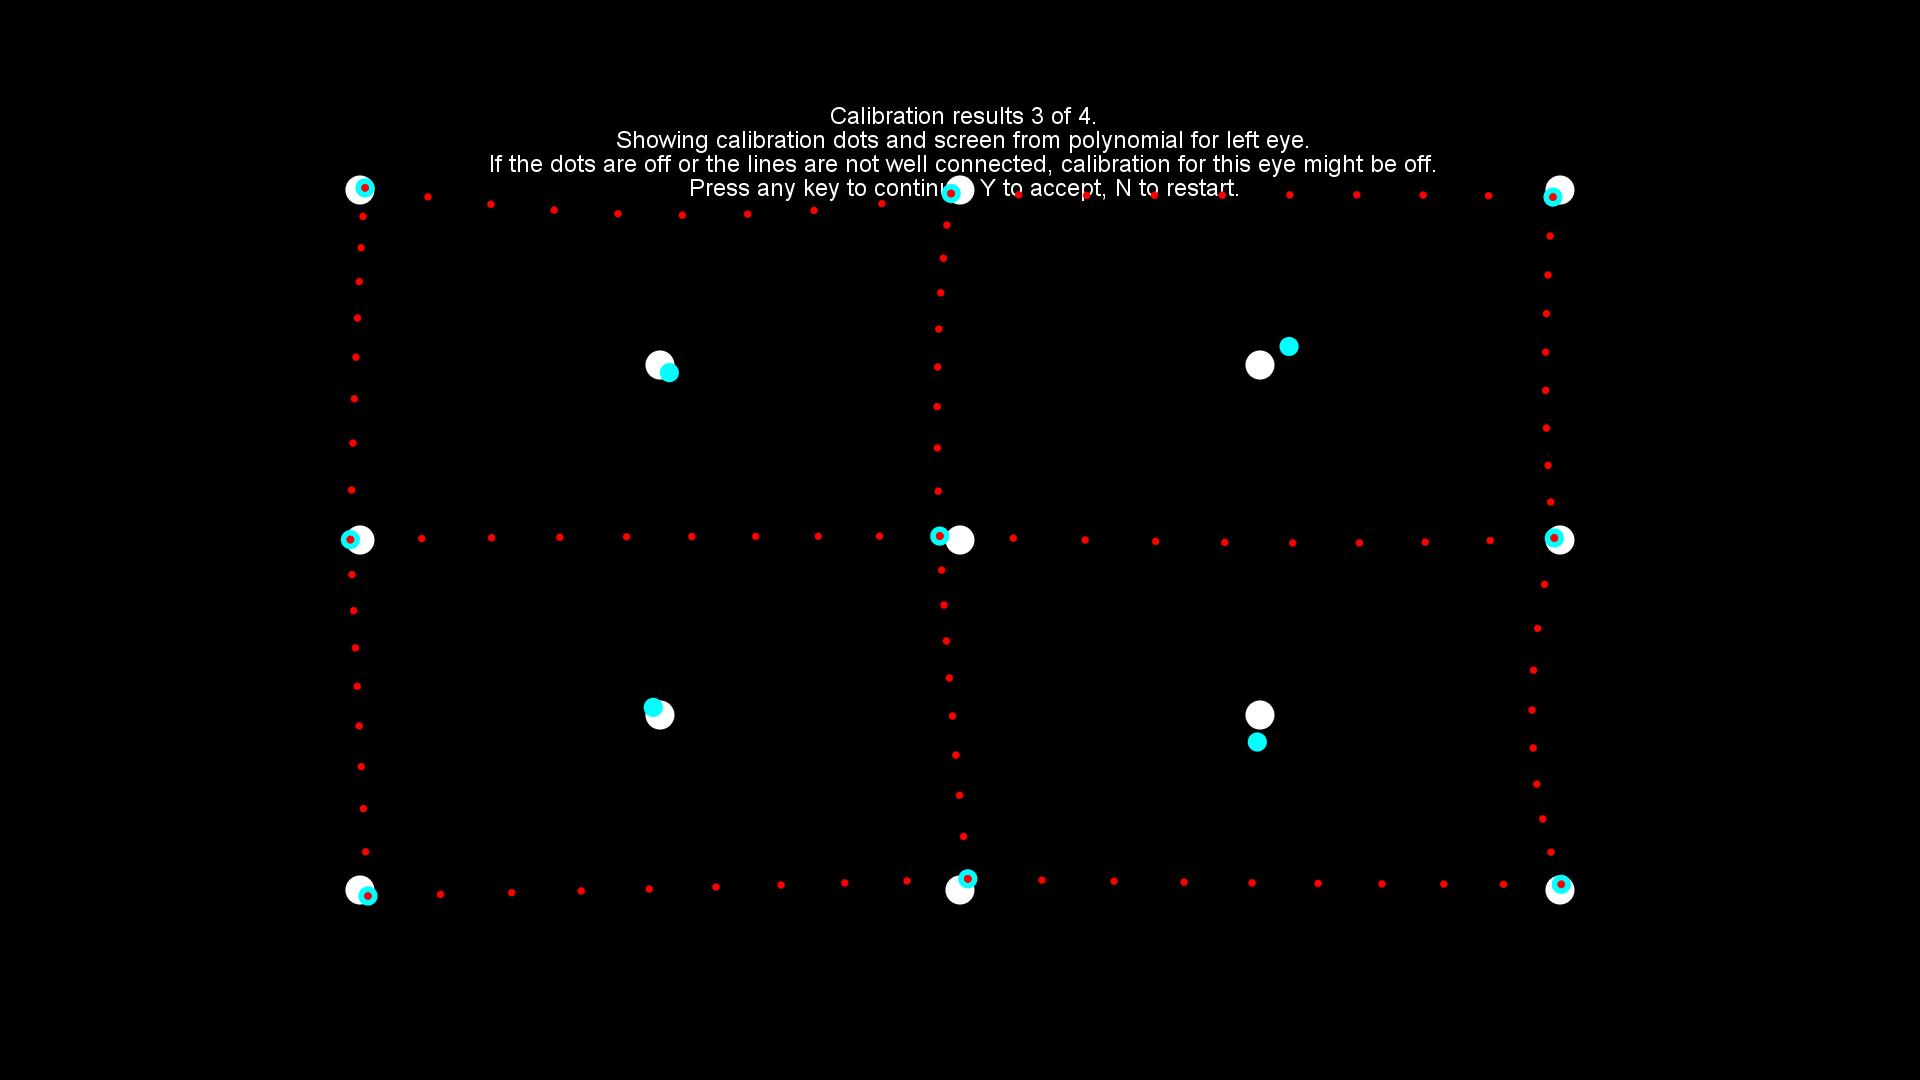 Calibration results 3 of 4.
Showing calibration dots and screen from polynomial for left eye.
If the dots are off or the lines are not well connected, calibration for this eye might be off.
Press any key to continu Y to accept, N to restart.